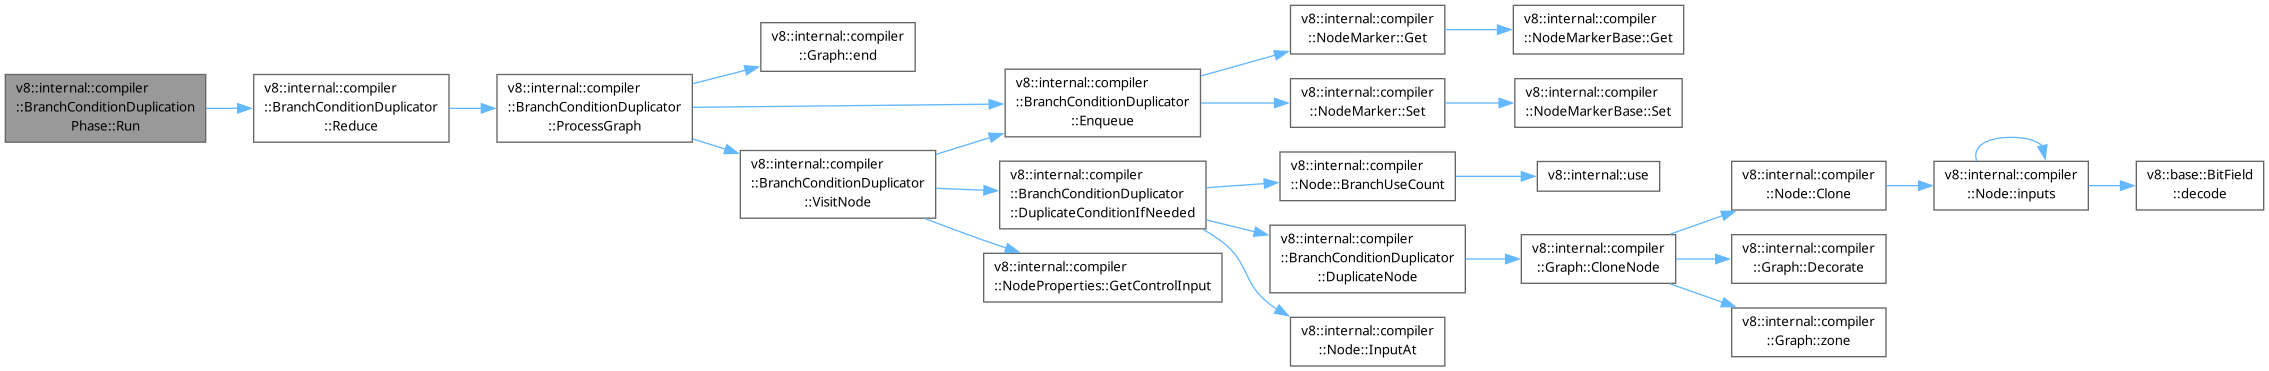 v8::internal::compiler
::BranchConditionDuplication
Phase::Run
v8::internal::compiler
::BranchConditionDuplicator
::Reduce
v8::internal::compiler
::BranchConditionDuplicator
::ProcessGraph
v8::internal::compiler
::Graph::end
v8::internal::compiler
::BranchConditionDuplicator
::VisitNode
v8::internal::compiler
::BranchConditionDuplicator
::Enqueue
v8::internal::compiler
::BranchConditionDuplicator
::DuplicateConditionIfNeeded
v8::internal::compiler
::NodeProperties::GetControlInput
v8::internal::compiler
::NodeMarker::Get
v8::internal::compiler
::NodeMarker::Set
v8::internal::compiler
::Node::BranchUseCount
v8::internal::compiler
::BranchConditionDuplicator
::DuplicateNode
v8::internal::compiler
::Node::InputAt
v8::internal::compiler
::NodeMarkerBase::Get
v8::internal::compiler
::NodeMarkerBase::Set
v8::internal::use
v8::internal::compiler
::Graph::CloneNode
v8::internal::compiler
::Node::Clone
v8::internal::compiler
::Graph::Decorate
v8::internal::compiler
::Graph::zone
v8::internal::compiler
::Node::inputs
v8::base::BitField
::decode